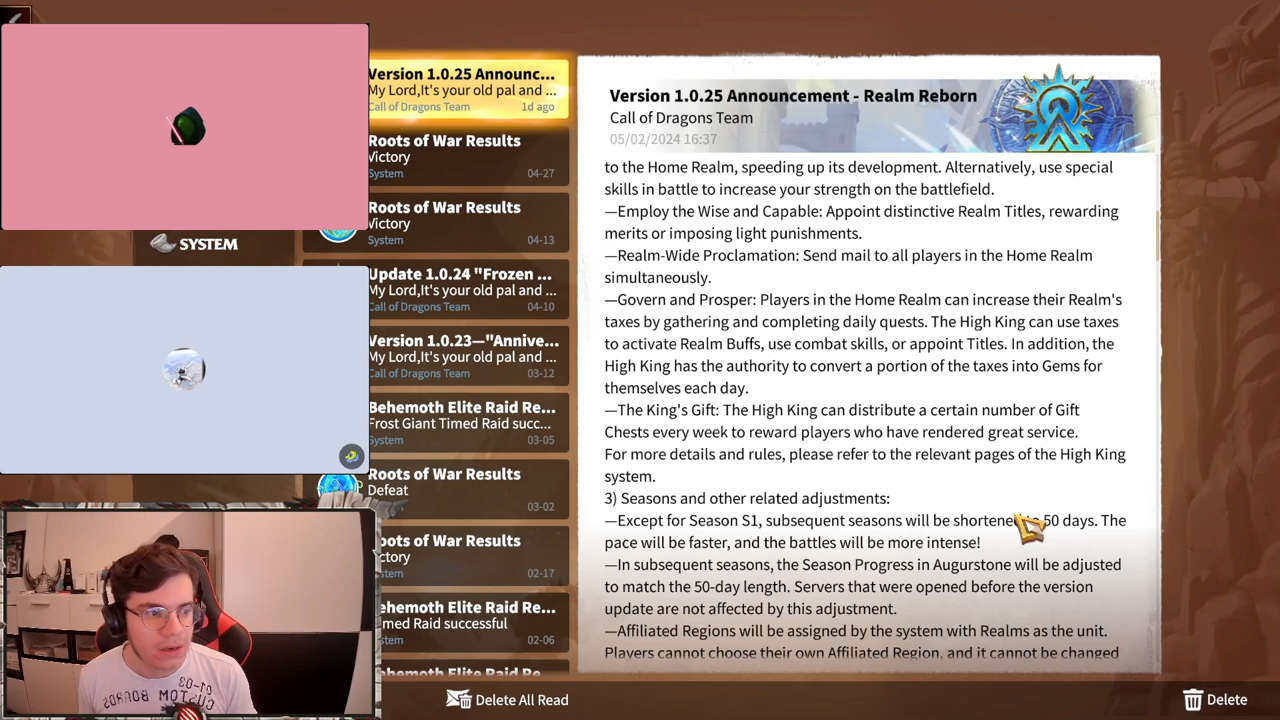 SYSTEM
Version 1.0.25 Announc...
My Lord,It's your old pal and ...
Call of Dragons Team
1d ago
Roots of War Results
Victory
System
04-27
Roots of War Results
Victory
System
04-13
Update 1.0.24 "Frozen ...
My Lord,It's your old pal and ...
Call of Dragons Team
04-10
Version 1.0.23—"Annive...
My Lord,It's your old pal and ...
Call of Dragons Team
03-12
Behemoth Elite Raid Re...
Frost Giant Timed Raid succ...
System
03-05
Roots of War Results
Defeat
03-02
oots of War Results
ictory
stem
02-17
ehemoth Elite Raid Re...
med Raid successful
stem
02-06
ehemoth Elite Raid Re...
Version 1.0.25 Announcement - Realm Reborn
Call of Dragons Team
05/02/2024 16:37
to the Home Realm, speeding up its development. Alternatively, use special
skills in battle to increase your strength on the battlefield.
—Employ the Wise and Capable: Appoint distinctive Realm Titles, rewarding
merits or imposing light punishments.
—Realm-Wide Proclamation: Send mail to all players in the Home Realm
simultaneously.
—Govern and Prosper: Players in the Home Realm can increase their Realm's
taxes by gathering and completing daily quests. The High King can use taxes
to activate Realm Buffs, use combat skills, or appoint Titles. In addition, the
High King has the authority to convert a portion of the taxes into Gems for
themselves each day.
—The King's Gift: The High King can distribute a certain number of Gift
Chests every week to reward players who have rendered great service.
For more details and rules, please refer to the relevant pages of the High King
system.
3) Seasons and other related adjustments:
—Except for Season S1, subsequent seasons will be shortene 50 days. The
pace will be faster, and the battles will be more intense!
—In subsequent seasons, the Season Progress in Augurstone will be adjusted
to match the 50-day length. Servers that were opened before the version
update are not affected by this adjustment.
—Affiliated Regions will be assigned by the system with Realms as the unit.
Players cannot choose their own Affiliated Region, and it cannot be changed
Delete All Read
Delete